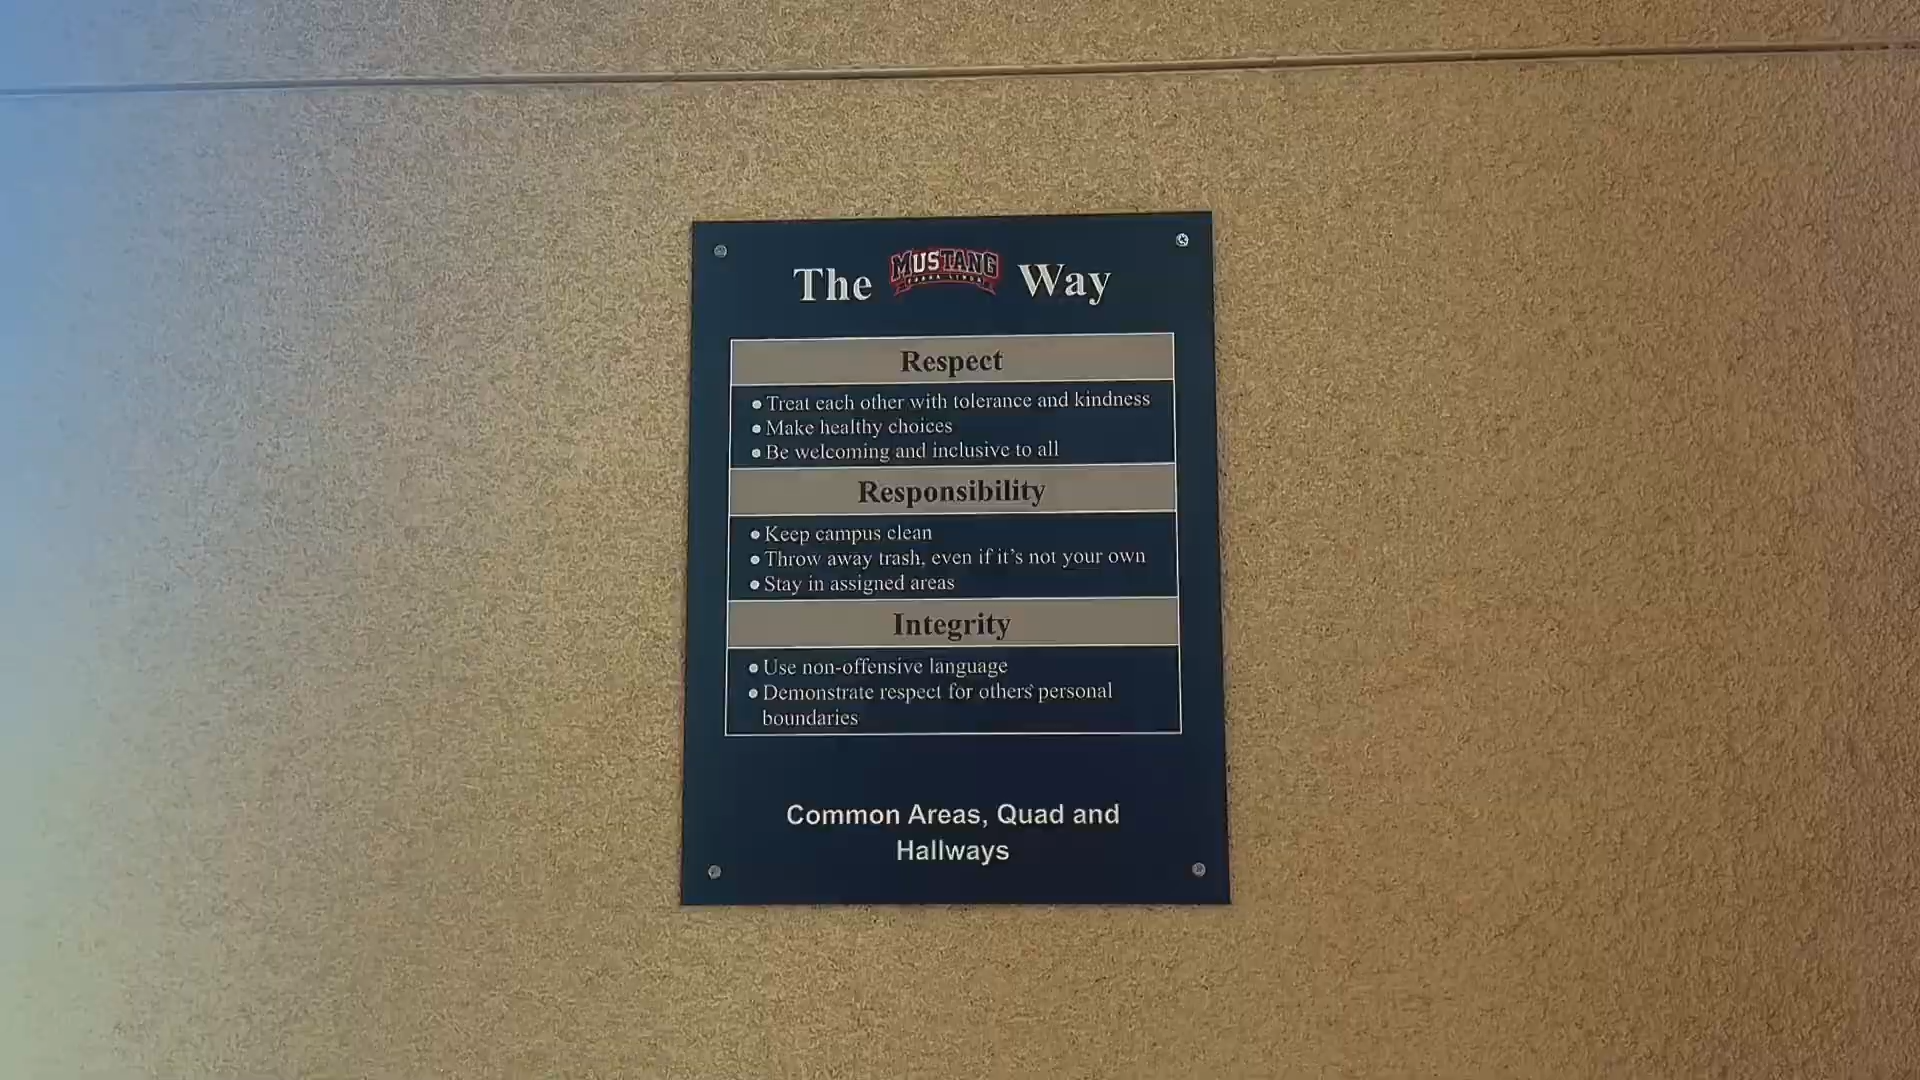 The MUSTANG Way
YORBA LINDA
Respect
• Treat each other with tolerance and kindness
• Make healthy choices
• Be welcoming and inclusive to all
Responsibility
• Keep campus clean
• Throw away trash, even if it's not your own
• Stay in assigned areas
Integrity
• Use non-offensive language
• Demonstrate respect for others' personal
boundaries
Common Areas, Quad and
Hallways